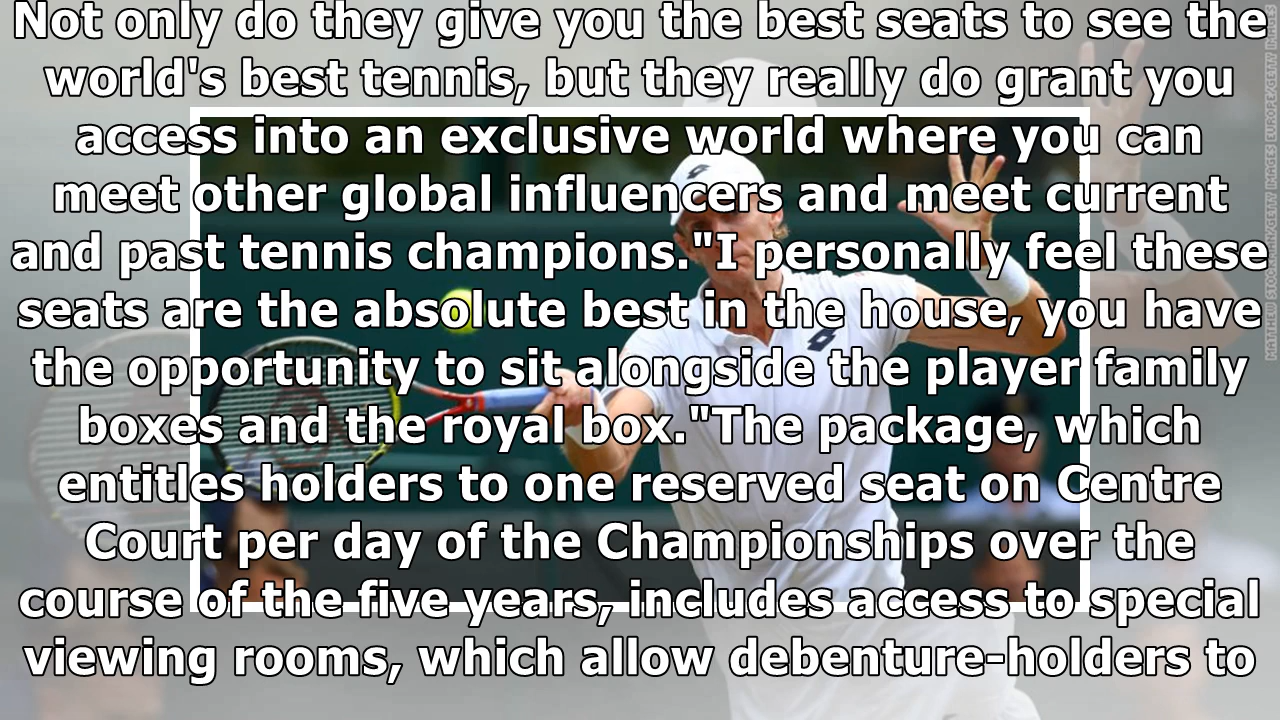 Not only do they give you the best seats to see the
world's best tennis, but they really do grant you
access into an exclusive world where you can
meet other global influencers and meet current
and past tennis champions."I personally feel these
seats are the absolute best in the house, you have
the opportunity to sit alongside the player family
boxes and the royal box."The package, which
entitles holders to one reserved seat on Centre
Court per day of the Championships over the
course of the five years, includes access to special
viewing rooms, which allow debenture-holders to